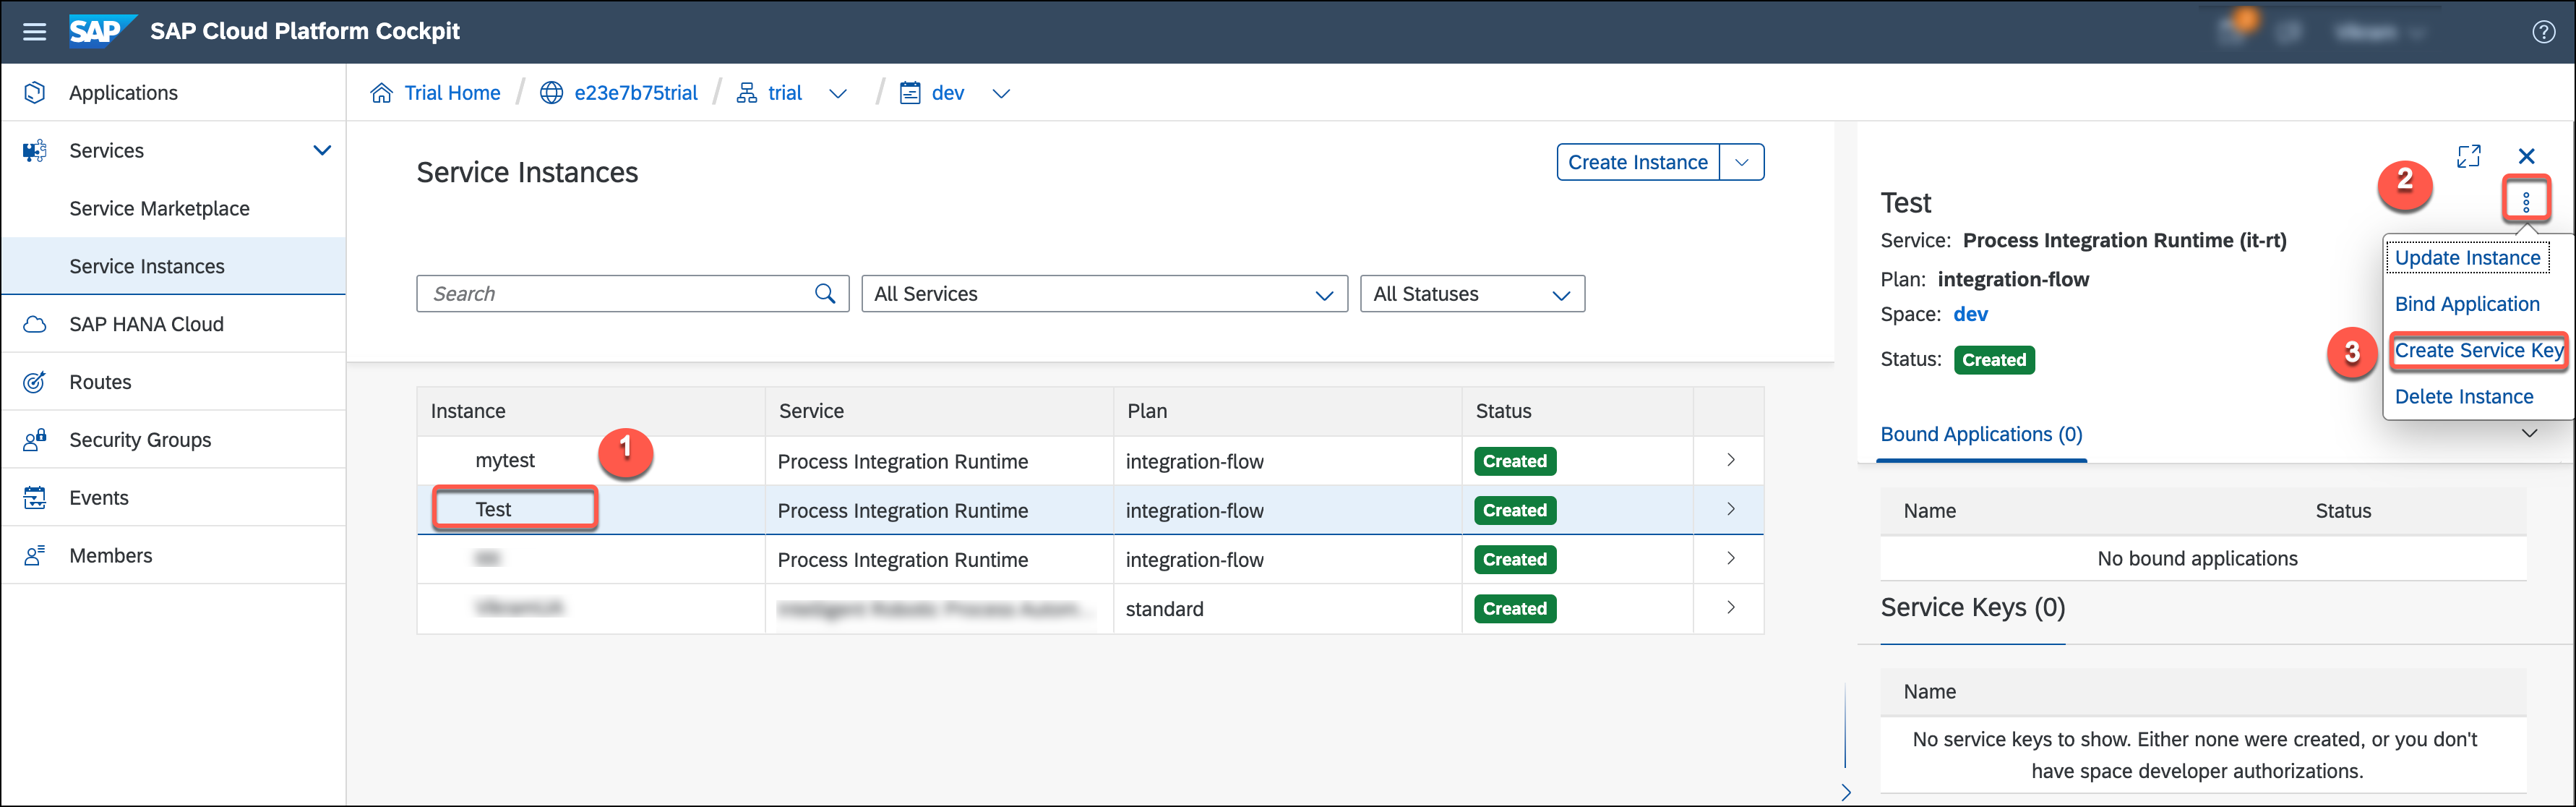 SAP SAP Cloud Platform Cockpit
Applications
Services
Service Marketplace
Service Instances
SAP HANA Cloud
Routes
Security Groups
Events
Members
Trial Home / e23e7b75trial / trial / dev
Service Instances
Create Instance
Search
All Services
All Statuses
Instance Service Plan Status
mytest Process Integration Runtime integration-flow Created
1
Test Process Integration Runtime integration-flow Created
Process Integration Runtime integration-flow Created
standard Created
2
Test
Service: Process Integration Runtime (it-rt)
Plan: integration-flow
Space: dev
Status: Created
Update Instance
Bind Application
3
Create Service Key
Delete Instance
Bound Applications (0)
Name Status
No bound applications
Service Keys (0)
Name
No service keys to show. Either none were created, or you don't
have space developer authorizations.